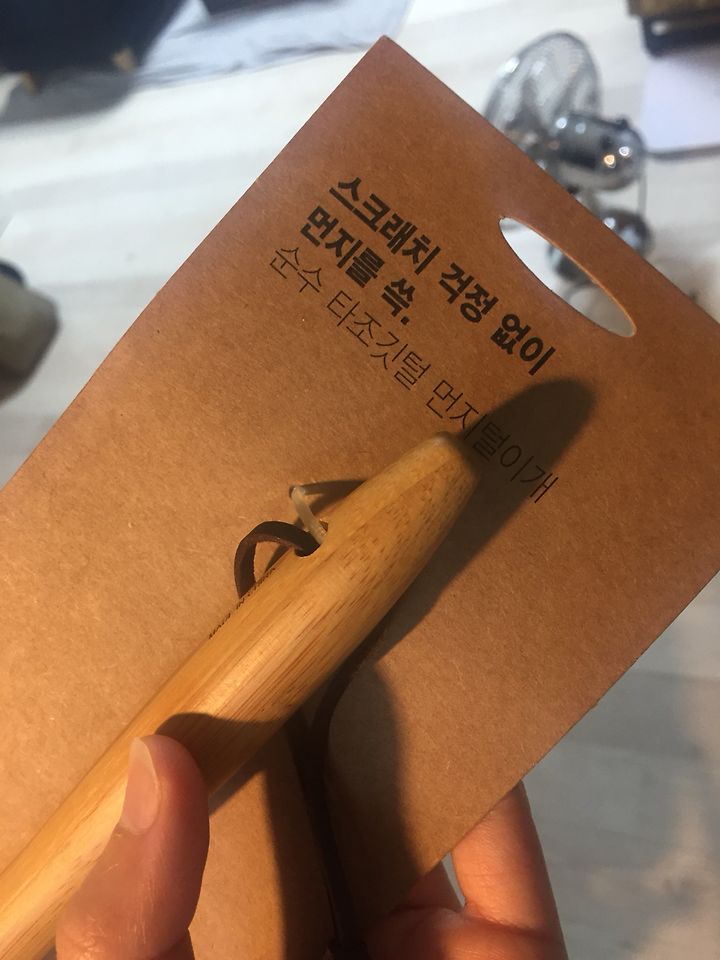 스크래치 걱정 없이
먼지를 쓱.
순수 타조깃털 먼지털이개